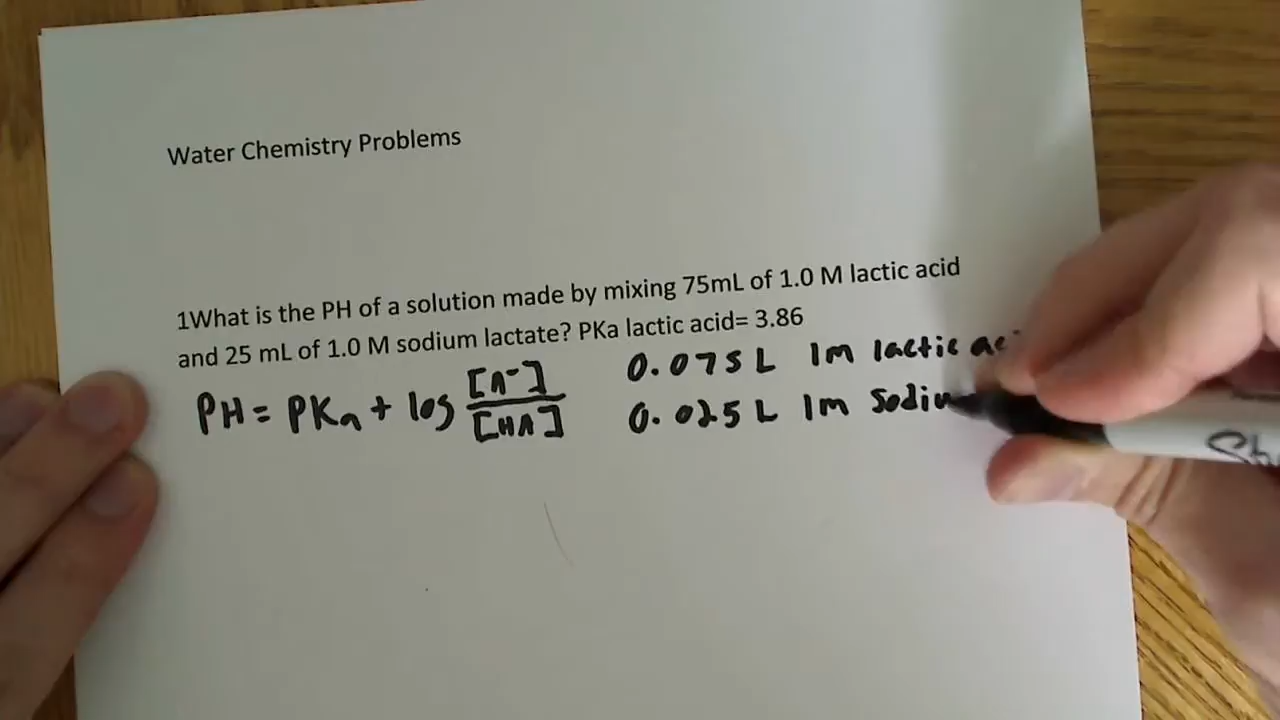 Water Chemistry Problems
1What is the PH of a solution made by mixing 75mL of 1.0 M lactic acid
and 25 mL of 1.0 M sodium lactate? PKa lactic acid= 3.86
0.075 L 1M lactic
PH = PKa + log [A-] / [HA]
0.025 L 1M